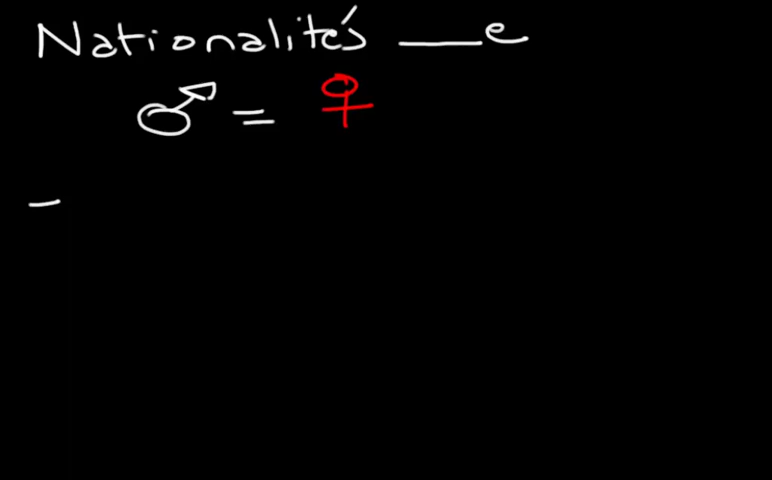 Nationalités ___e
♂ = ♀
–